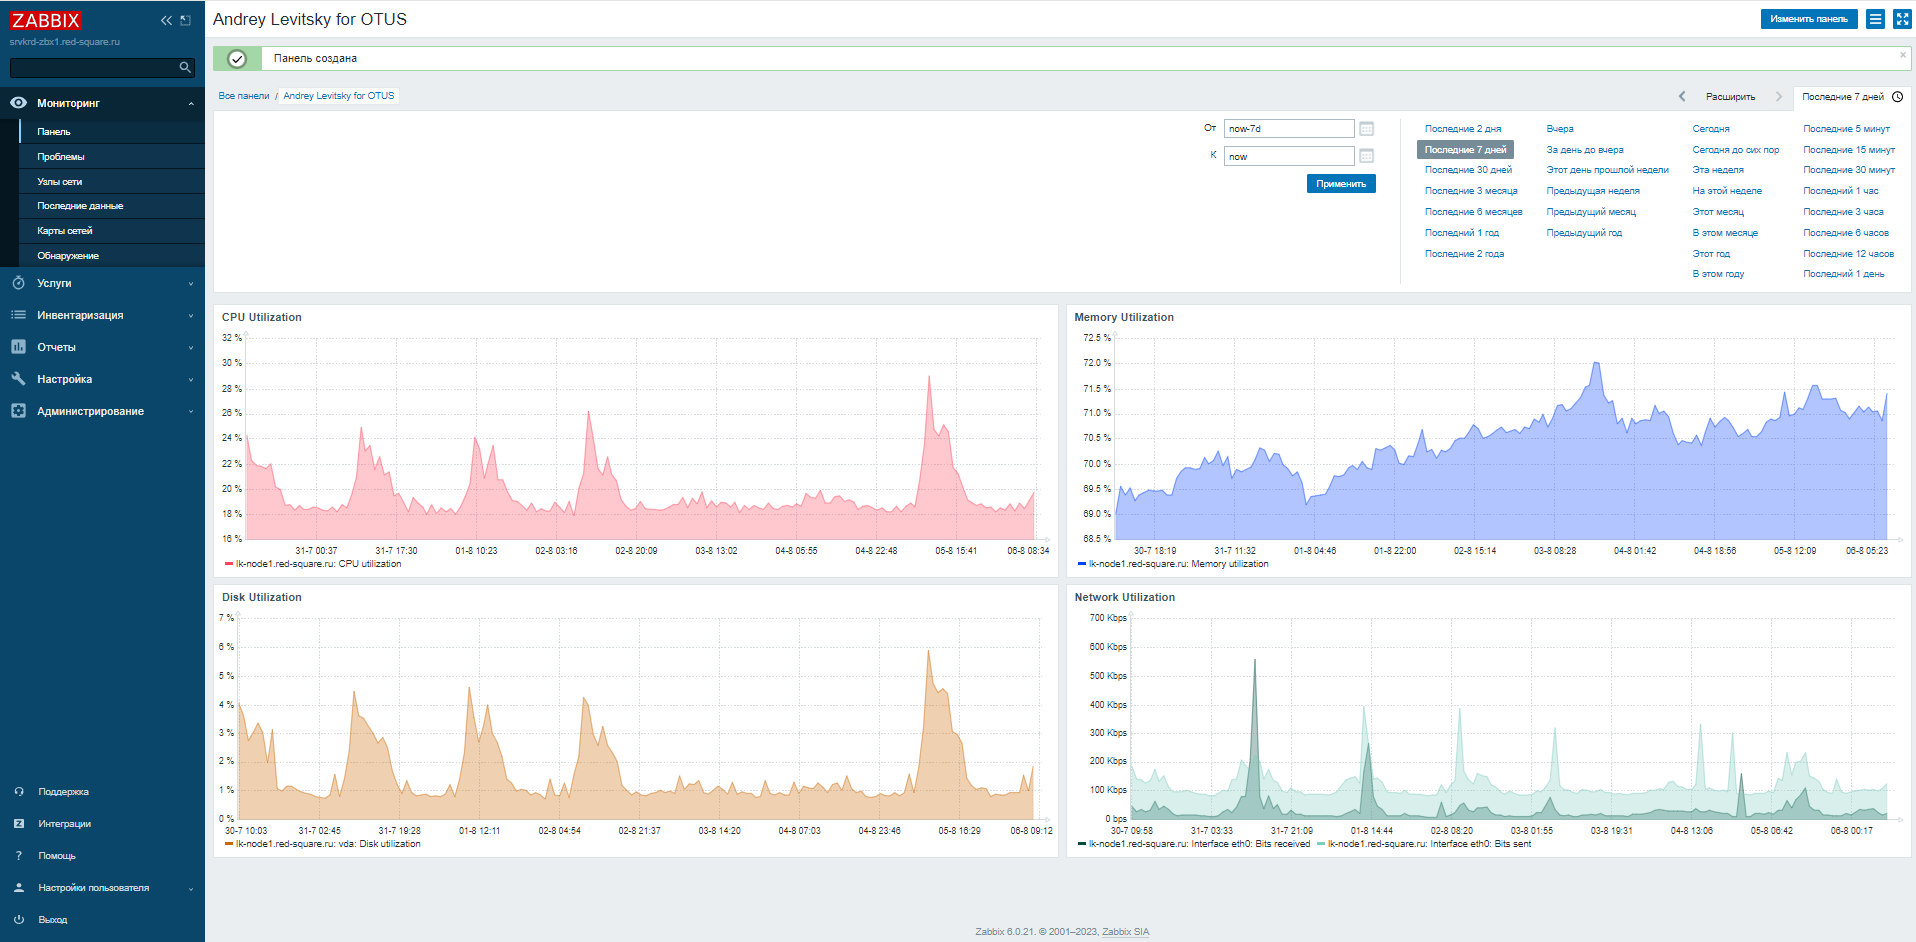 ZABBIX
srvkrd-zbx1.red-square.ru
Мониторинг
Панель
Проблемы
Узлы сети
Последние данные
Карты сетей
Обнаружение
Услуги
Инвентаризация
Отчеты
Настройка
Администрирование
Поддержка
Интеграции
Помощь
Настройки пользователя
Выход
Andrey Levitsky for OTUS
Изменить панель
Панель создана
Все панели / Andrey Levitsky for OTUS
Расширить
Последние 7 дней
От now-7d
К now
Применить
Последние 2 дня Вчера Сегодня Последние 5 минут
Последние 7 дней За день до вчера Сегодня до сих пор Последние 15 минут
Последние 30 дней Этот день прошлой недели Эта неделя Последние 30 минут
Последние 3 месяца Предыдущая неделя На этой неделе Последний 1 час
Последние 6 месяцев Предыдущий месяц Этот месяц Последние 3 часа
Последний 1 год Предыдущий год В этом месяце Последние 6 часов
Последние 2 года Этот год Последние 12 часов
В этом году Последний 1 день
CPU Utilization
32 %
30 %
28 %
26 %
24 %
22 %
20 %
18 %
16 %
31-7 00:37 31-7 17:30 01-8 10:23 02-8 03:16 02-8 20:09 03-8 13:02 04-8 05:55 04-8 22:48 05-8 15:41 06-8 08:34
lk-node1.red-square.ru: CPU utilization
Memory Utilization
72.5 %
72.0 %
71.5 %
71.0 %
70.5 %
70.0 %
69.5 %
69.0 %
68.5 %
30-7 18:19 31-7 11:32 01-8 04:46 01-8 22:00 02-8 15:14 03-8 08:28 04-8 01:42 04-8 18:56 05-8 12:09 06-8 05:23
lk-node1.red-square.ru: Memory utilization
Disk Utilization
7 %
6 %
5 %
4 %
3 %
2 %
1 %
0 %
30-7 10:03 31-7 02:45 31-7 19:28 01-8 12:11 02-8 04:54 02-8 21:37 03-8 14:20 04-8 07:03 04-8 23:46 05-8 16:29 06-8 09:12
lk-node1.red-square.ru: vda: Disk utilization
Network Utilization
700 Kbps
600 Kbps
500 Kbps
400 Kbps
300 Kbps
200 Kbps
100 Kbps
0 bps
30-7 09:58 31-7 03:33 31-7 21:09 01-8 14:44 02-8 08:20 03-8 01:55 03-8 19:31 04-8 13:06 05-8 06:42 06-8 00:17
lk-node1.red-square.ru: Interface eth0: Bits received lk-node1.red-square.ru: Interface eth0: Bits sent
Zabbix 6.0.21. © 2001–2023, Zabbix SIA